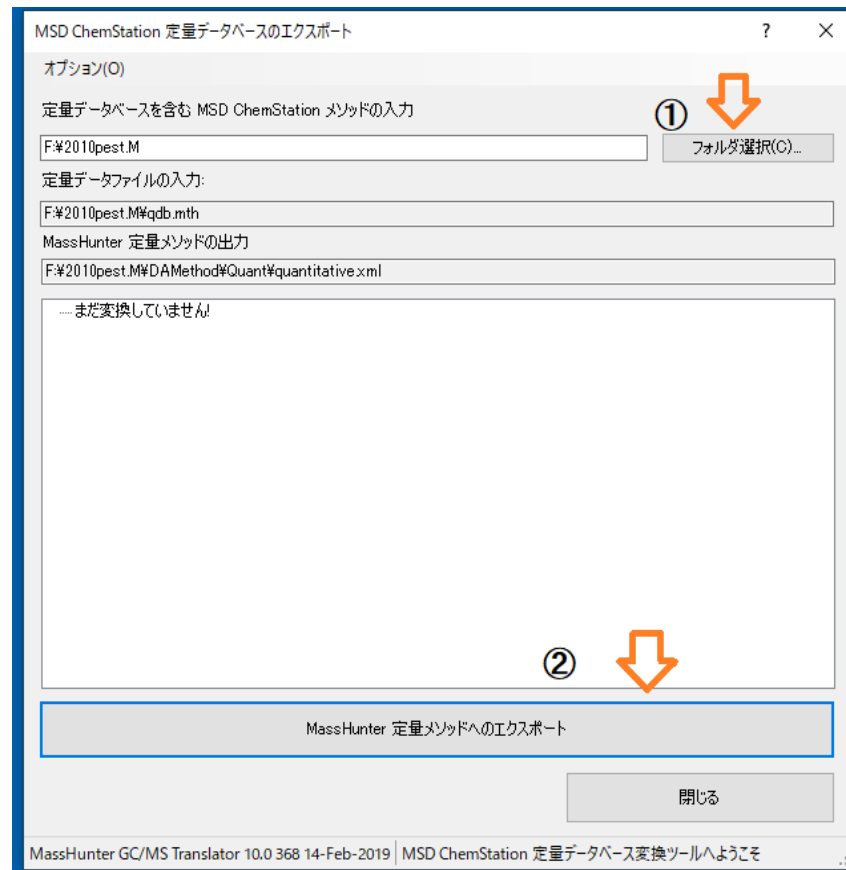 MSD ChemStation 定量データベースのエクスポート ? ×
オプション(O)
定量データベースを含む MSD ChemStation メソッドの入力
①
F:¥2010pest.M
フォルダ選択(C)...
定量データファイルの入力:
F:¥2010pest.M¥qdb.mth
MassHunter 定量メソッドの出力
F:¥2010pest.M¥DAMethod¥Quant¥quantitative.xml
まだ変換していません!
②
MassHunter 定量メソッドへのエクスポート
閉じる
MassHunter GC/MS Translator 10.0 368 14-Feb-2019 MSD ChemStation 定量データベース変換ツールへようこそ